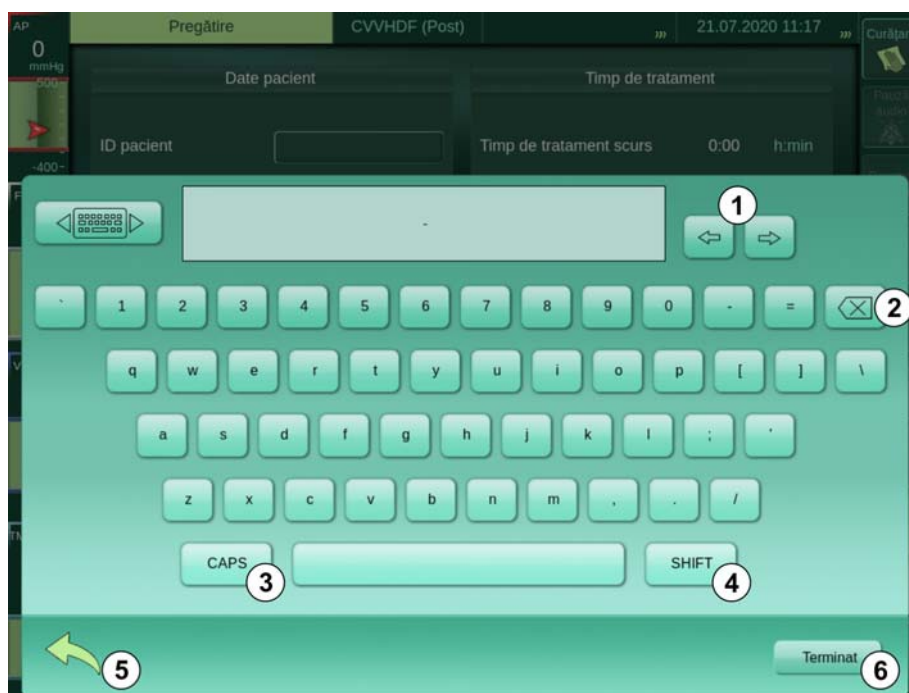 AP Pregătire CVVHDF (Post) 21.07.2020 11:17
0
mmHg
500
Date pacient Timp de tratament
ID pacient Timp de tratament scurs 0:00 h:min
-400
- 1
` 1 2 3 4 5 6 7 8 9 0 - = 2
q w e r t y u i o p [ ] \
a s d f g h j k l ; '
z x c v b n m , . /
CAPS 3 SHIFT 4
5 Terminat 6